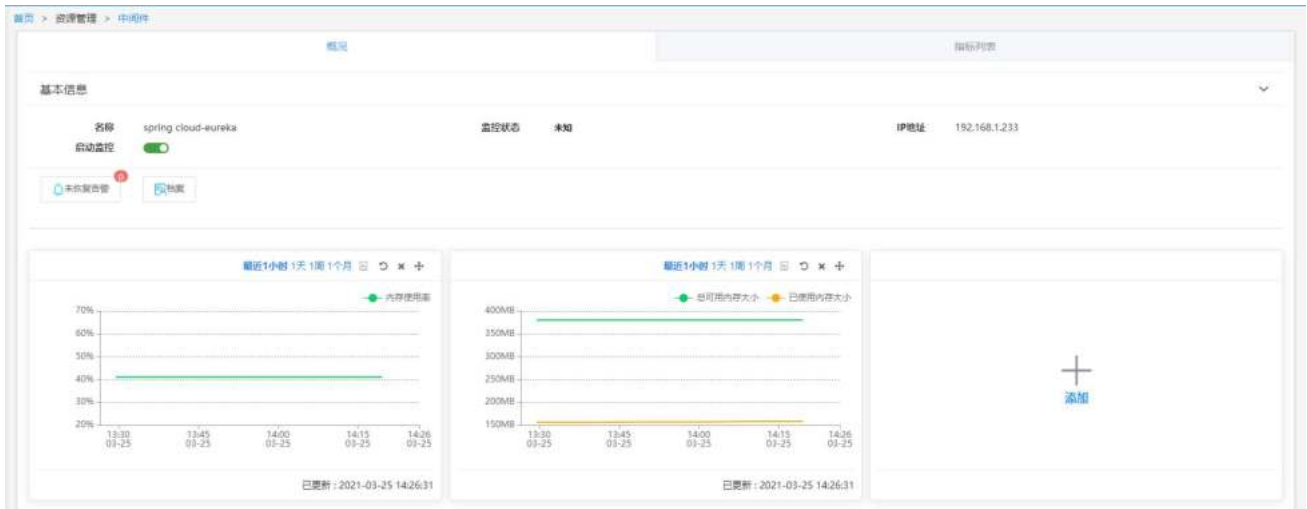 首页 > 资源管理 > 中间件
概况 指标列表
基本信息
名称 spring cloud-eureka 监控状态 未知 IP地址 192.168.1.233
启动监控
未恢复告警 0 档案
最近1小时 1天 1周 1个月
内存使用率
70%
60%
50%
40%
30%
20%
13:30 13:45 14:00 14:15 14:26
03-25 03-25 03-25 03-25 03-25
已更新 : 2021-03-25 14:26:31
最近1小时 1天 1周 1个月
总可用内存大小 已使用内存大小
400MB
350MB
300MB
250MB
200MB
150MB
13:30 13:45 14:00 14:15 14:26
03-25 03-25 03-25 03-25 03-25
已更新 : 2021-03-25 14:26:31
添加